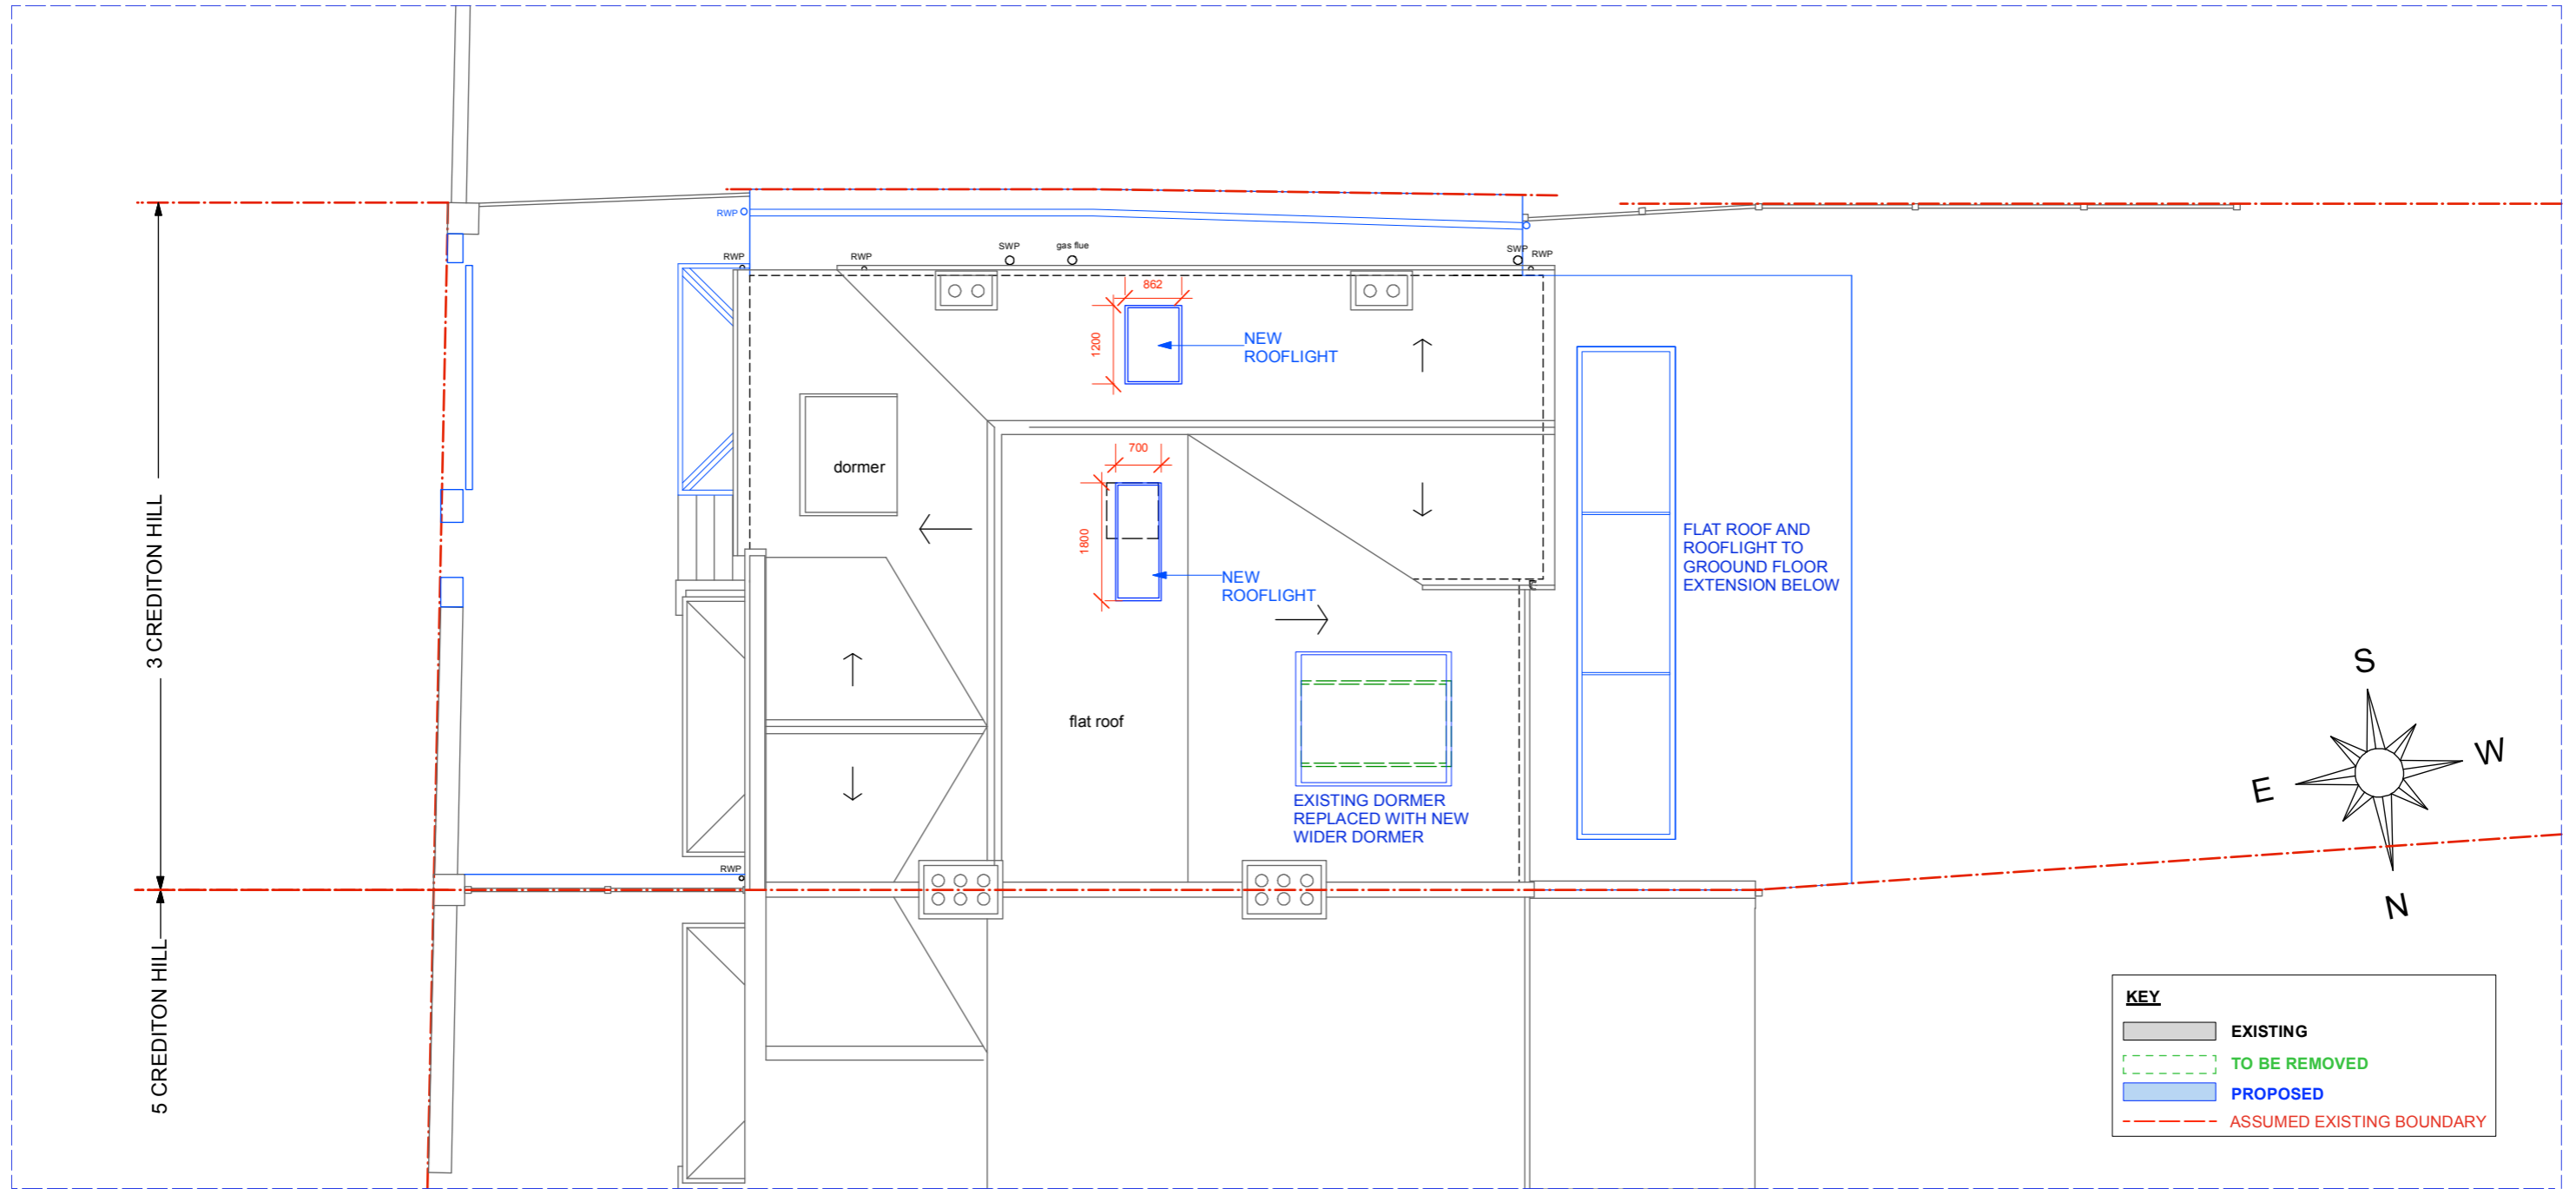 RWP
RWP
RWP
SWP
gas flue
SWP
RWP
862
1200
NEW
ROOFLIGHT
dormer
700
1800
NEW
ROOFLIGHT
FLAT ROOF AND
ROOFLIGHT TO
GROOUND FLOOR
EXTENSION BELOW
3 CREDITON HILL
flat roof
EXISTING DORMER
REPLACED WITH NEW
WIDER DORMER
RWP
5 CREDITON HILL
S
W
E
N
KEY
EXISTING
TO BE REMOVED
PROPOSED
ASSUMED EXISTING BOUNDARY